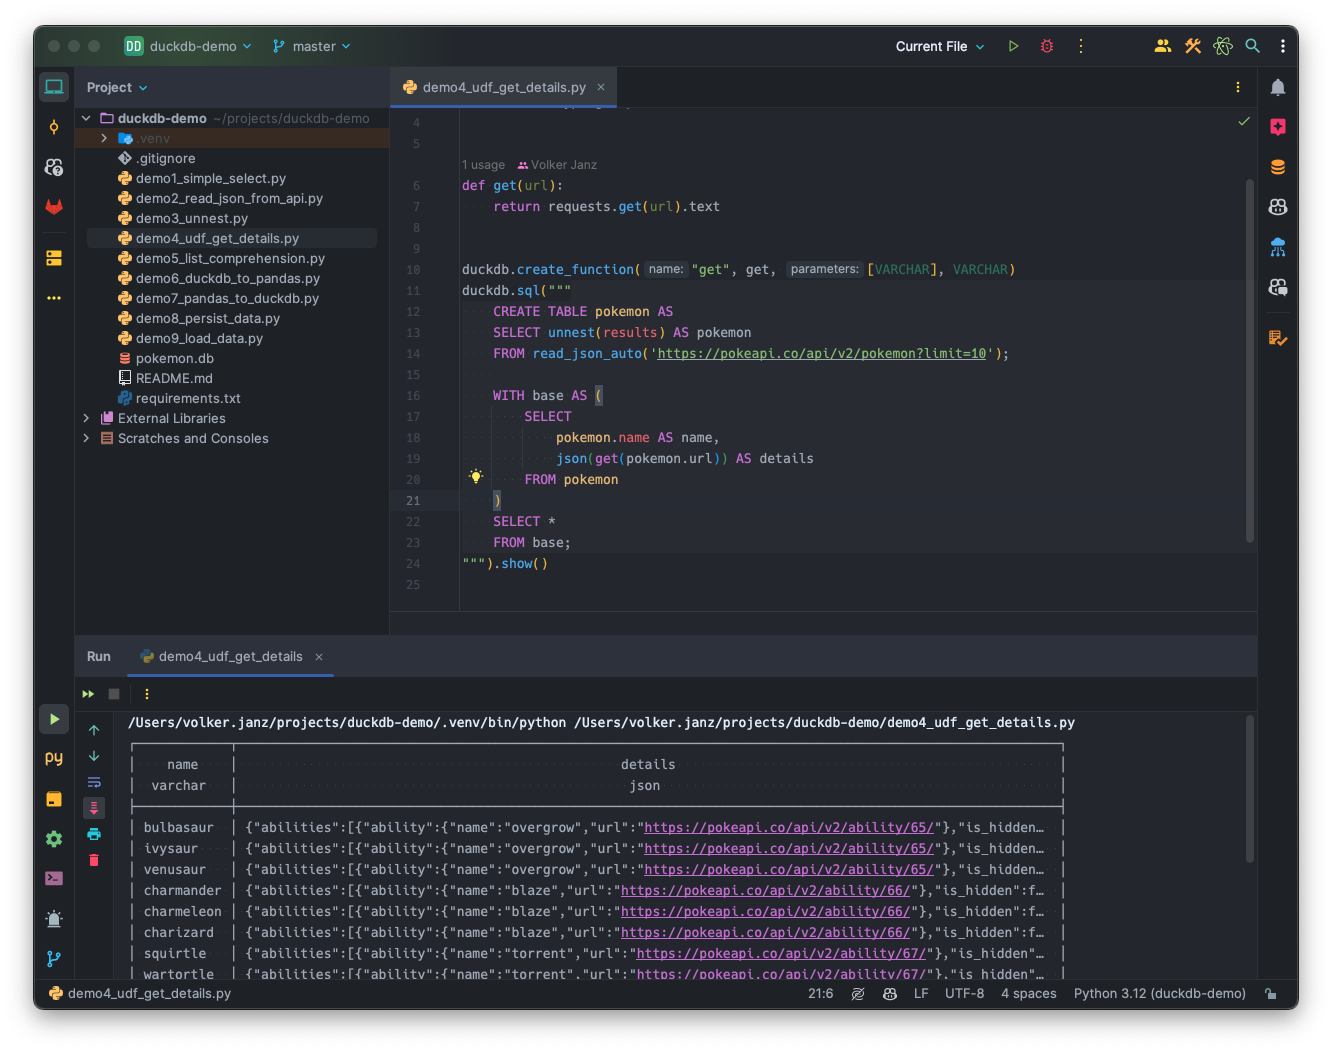 DD duckdb-demo master Current File
Project
demo4_udf_get_details.py
duckdb-demo ~/projects/duckdb-demo
.venv
.gitignore
demo1_simple_select.py
demo2_read_json_from_api.py
demo3_unnest.py
demo4_udf_get_details.py
demo5_list_comprehension.py
demo6_duckdb_to_pandas.py
demo7_pandas_to_duckdb.py
demo8_persist_data.py
demo9_load_data.py
pokemon.db
README.md
requirements.txt
External Libraries
Scratches and Consoles
4
5
1 usage Volker Janz
6 def get(url):
7 return requests.get(url).text
8
9
10 duckdb.create_function( name: "get", get, parameters: [VARCHAR], VARCHAR)
11 duckdb.sql("""
12 CREATE TABLE pokemon AS
13 SELECT unnest(results) AS pokemon
14 FROM read_json_auto('https://pokeapi.co/api/v2/pokemon?limit=10');
15
16 WITH base AS (
17 SELECT
18 pokemon.name AS name,
19 json(get(pokemon.url)) AS details
20 FROM pokemon
21 )
22 SELECT *
23 FROM base;
24 """).show()
25
Run demo4_udf_get_details
/Users/volker.janz/projects/duckdb-demo/.venv/bin/python /Users/volker.janz/projects/duckdb-demo/demo4_udf_get_details.py
name details
varchar json
bulbasaur {"abilities":[{"ability":{"name":"overgrow","url":"https://pokeapi.co/api/v2/ability/65/"},"is_hidden…
ivysaur {"abilities":[{"ability":{"name":"overgrow","url":"https://pokeapi.co/api/v2/ability/65/"},"is_hidden…
venusaur {"abilities":[{"ability":{"name":"overgrow","url":"https://pokeapi.co/api/v2/ability/65/"},"is_hidden…
charmander {"abilities":[{"ability":{"name":"blaze","url":"https://pokeapi.co/api/v2/ability/66/"},"is_hidden":f…
charmeleon {"abilities":[{"ability":{"name":"blaze","url":"https://pokeapi.co/api/v2/ability/66/"},"is_hidden":f…
charizard {"abilities":[{"ability":{"name":"blaze","url":"https://pokeapi.co/api/v2/ability/66/"},"is_hidden":f…
squirtle {"abilities":[{"ability":{"name":"torrent","url":"https://pokeapi.co/api/v2/ability/67/"},"is_hidden"…
wartortle {"abilities":[{"ability":{"name":"torrent","url":"https://pokeapi.co/api/v2/ability/67/"},"is_hidden"…
py
demo4_udf_get_details.py 21:6 LF UTF-8 4 spaces Python 3.12 (duckdb-demo)